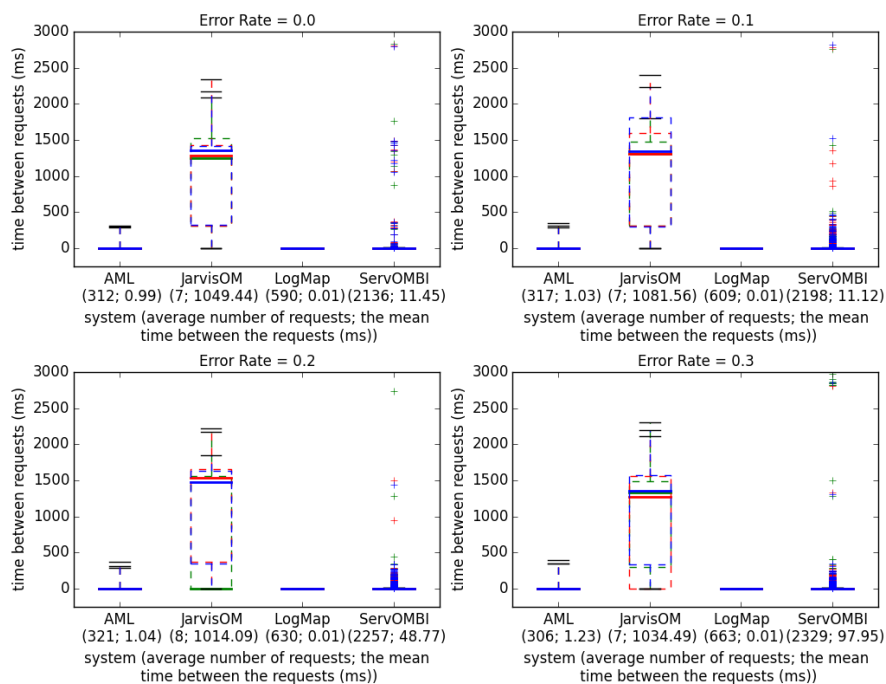 Error Rate = 0.0
time between requests (ms)
3000
2500
2000
1500
1000
500
0
AML JarvisOM LogMap ServOMBI
(312; 0.99) (7; 1049.44) (590; 0.01) (2136; 11.45)
system (average number of requests; the mean
time between the requests (ms))
Error Rate = 0.1
time between requests (ms)
3000
2500
2000
1500
1000
500
0
AML JarvisOM LogMap ServOMBI
(317; 1.03) (7; 1081.56) (609; 0.01) (2198; 11.12)
system (average number of requests; the mean
time between the requests (ms))
Error Rate = 0.2
time between requests (ms)
3000
2500
2000
1500
1000
500
0
AML JarvisOM LogMap ServOMBI
(321; 1.04) (8; 1014.09) (630; 0.01) (2257; 48.77)
system (average number of requests; the mean
time between the requests (ms))
Error Rate = 0.3
time between requests (ms)
3000
2500
2000
1500
1000
500
0
AML JarvisOM LogMap ServOMBI
(306; 1.23) (7; 1034.49) (663; 0.01) (2329; 97.95)
system (average number of requests; the mean
time between the requests (ms))